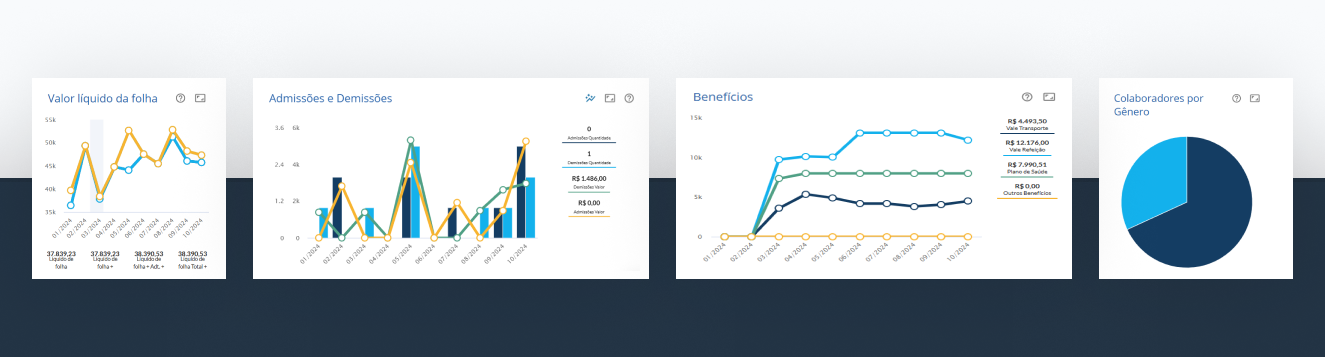 Valor líquido da folha
55k
50k
45k
40k
35k
01/2024
02/2024
03/2024
04/2024
05/2024
06/2024
07/2024
08/2024
09/2024
10/2024
37.839,23
Líquido de
folha
37.839,23
Líquido de
folha +
38.390,53
Líquido de
folha + Adt. +
38.390,53
Líquido de
folha Total +
Admissões e Demissões
3.6 6k
2.4 4k
1.2 2k
0 0
01/2024
02/2024
03/2024
04/2024
05/2024
06/2024
07/2024
08/2024
09/2024
10/2024
0
Admissões Quantidade
1
Demissões Quantidade
R$ 1.486,00
Demissões Valor
R$ 0,00
Admissões Valor
Benefícios
15k
10k
5k
0
01/2024
02/2024
03/2024
04/2024
05/2024
06/2024
07/2024
08/2024
09/2024
10/2024
R$ 4.493,50
Vale Transporte
R$ 12.176,00
Vale Refeição
R$ 7.990,51
Plano de Saúde
R$ 0,00
Outros Benefícios
Colaboradores por
Gênero